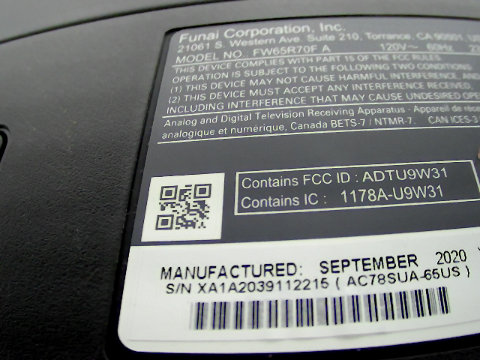 Funai Corporation, Inc.
21061 S. Western Ave. Suite 210, Torrance, CA 90501,
MODEL NO.: FW65R70F A 120V~ 60Hz
THIS DEVICE COMPLIES WITH PART 15 OF THE FCC RULES
OPERATION IS SUBJECT TO THE FOLLOWING TWO CONDITIONS:
(1) THIS DEVICE MAY NOT CAUSE HARMFUL INTERFERENCE, AND
(2) THIS DEVICE MUST ACCEPT ANY INTERFERENCE
INCLUDING INTERFERENCE THAT MAY CAUSE UNDESIRED
Analog and Digital Television Receiving Apparatus - Appareil de
analogique et numérique, Canada BETS-7 / NTMR-7. CAN ICES-3
Contains FCC ID : ADTU9W31
Contains IC : 1178A-U9W31
MANUFACTURED: SEPTEMBER 2020
S/N XA1A2039112215 ( AC78SUA-65US )